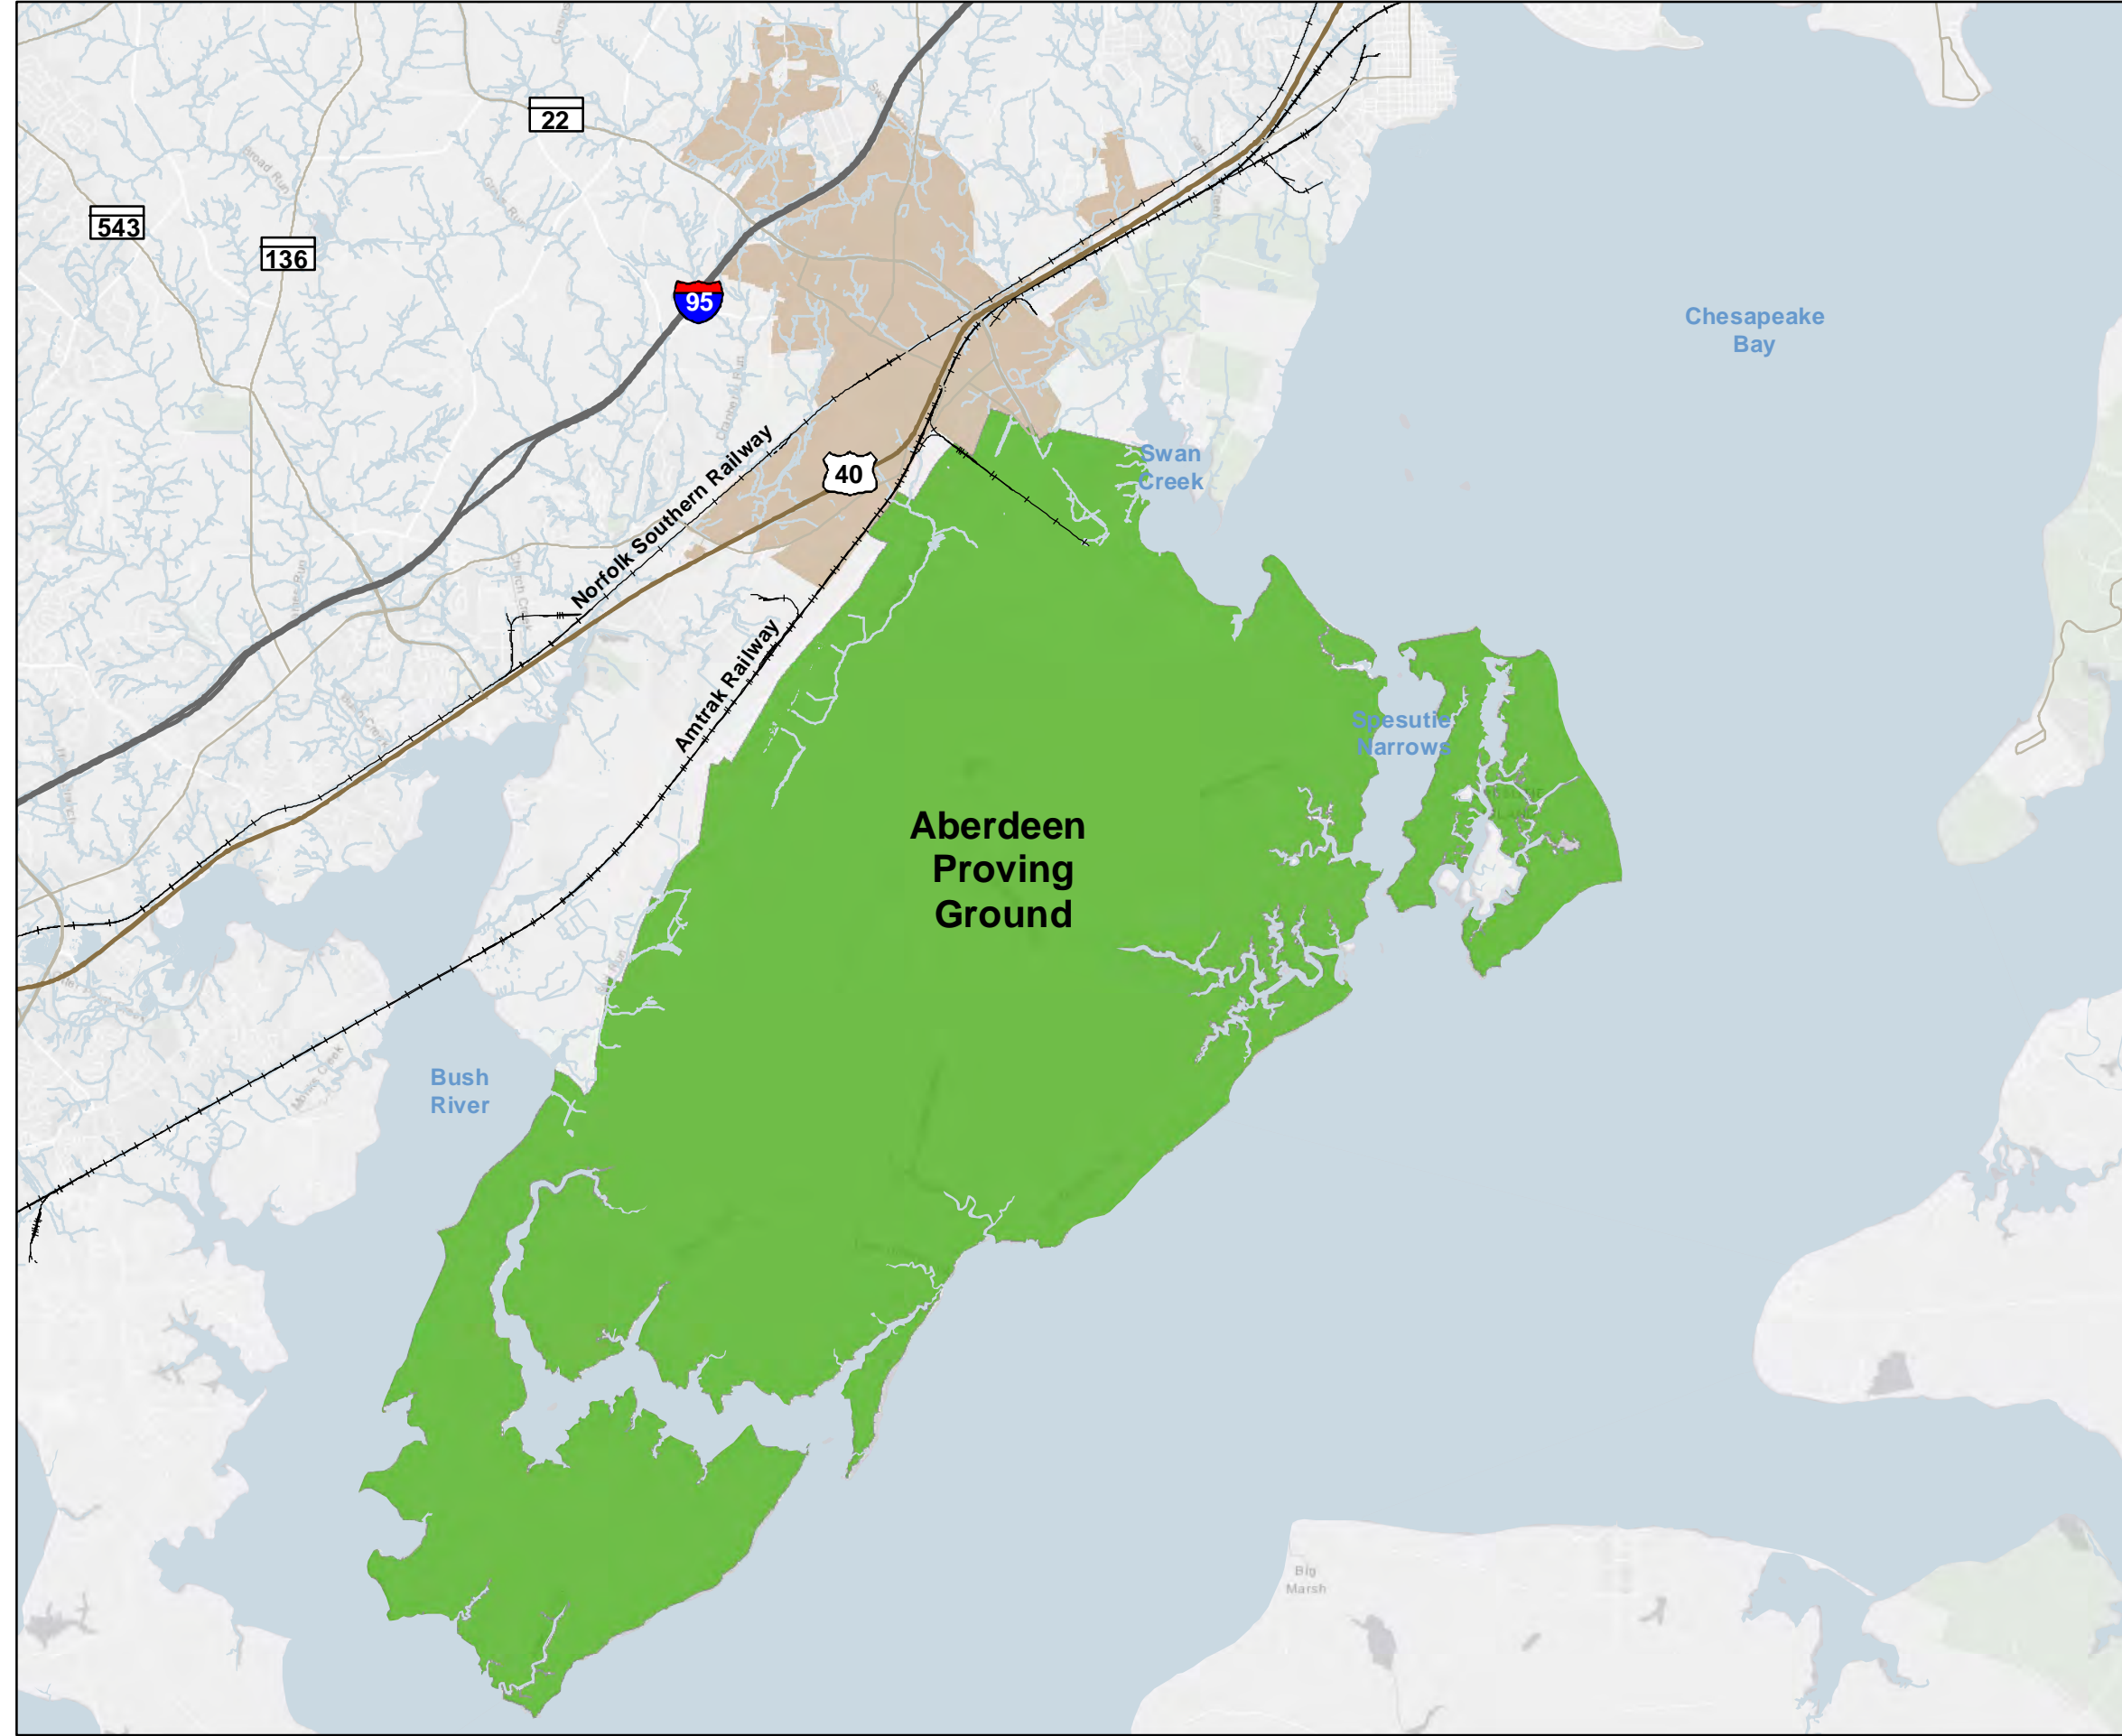 22
543
136
95
Chesapeake
Bay
Swan
Creek
40
Norfolk Southern Railway
Amtrak Railway
Spesutie
Narrows
Aberdeen
Proving
Ground
Bush
River
Big
Marsh